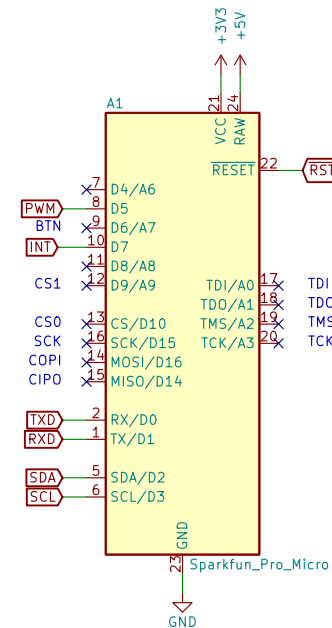 +3V3
+5V
A1
21
24
VCC
RAW
RESET
22
RST
7
D4/A6
PWM
8
D5
BTN
9
D6/A7
INT
10
D7
11
D8/A8
CS1
12
D9/A9
TDI/A0
17
TDI
TDO/A1
18
TDO
CS0
13
CS/D10
TMS/A2
19
TMS
SCK
16
SCK/D15
TCK/A3
20
TCK
COPI
14
MOSI/D16
CIPO
15
MISO/D14
TXD
2
RX/D0
RXD
1
TX/D1
SDA
5
SDA/D2
SCL
6
SCL/D3
GND
23
Sparkfun_Pro_Micro
GND